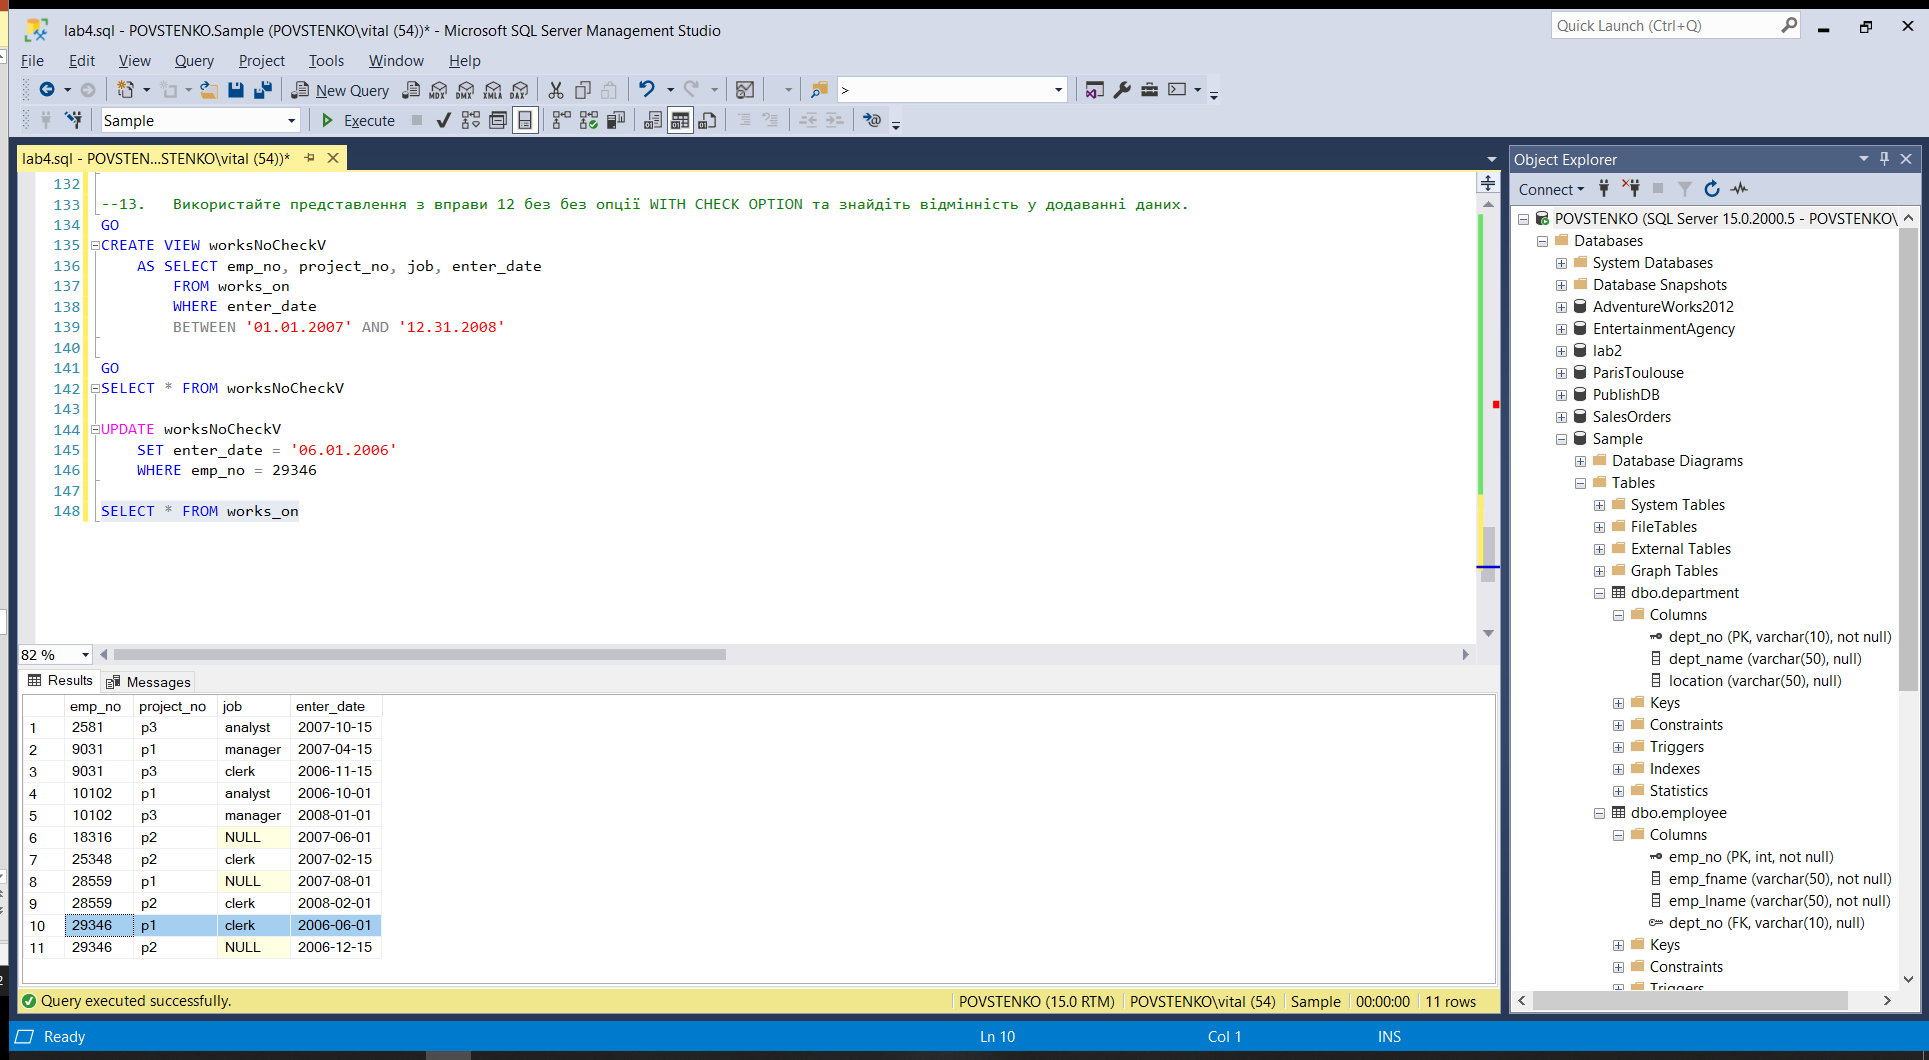 lab4.sql - POVSTENKO.Sample (POVSTENKO\vital (54))* - Microsoft SQL Server Management Studio
Quick Launch (Ctrl+Q)
File Edit View Query Project Tools Window Help
New Query MDX DMX XMLA DAX >
Sample Execute
lab4.sql - POVSTEN...STENKO\vital (54))*
132
133 --13. Використайте представлення з вправи 12 без без опції WITH CHECK OPTION та знайдіть відмінність у додаванні даних.
134 GO
135 CREATE VIEW worksNoCheckV
136 AS SELECT emp_no, project_no, job, enter_date
137 FROM works_on
138 WHERE enter_date
139 BETWEEN '01.01.2007' AND '12.31.2008'
140
141 GO
142 SELECT * FROM worksNoCheckV
143
144 UPDATE worksNoCheckV
145 SET enter_date = '06.01.2006'
146 WHERE emp_no = 29346
147
148 SELECT * FROM works_on
82 %
Results Messages
emp_no project_no job enter_date
1 2581 p3 analyst 2007-10-15
2 9031 p1 manager 2007-04-15
3 9031 p3 clerk 2006-11-15
4 10102 p1 analyst 2006-10-01
5 10102 p3 manager 2008-01-01
6 18316 p2 NULL 2007-06-01
7 25348 p2 clerk 2007-02-15
8 28559 p1 NULL 2007-08-01
9 28559 p2 clerk 2008-02-01
10 29346 p1 clerk 2006-06-01
11 29346 p2 NULL 2006-12-15
Query executed successfully. POVSTENKO (15.0 RTM) POVSTENKO\vital (54) Sample 00:00:00 11 rows
Object Explorer
Connect
POVSTENKO (SQL Server 15.0.2000.5 - POVSTENKO\
Databases
System Databases
Database Snapshots
AdventureWorks2012
EntertainmentAgency
lab2
ParisToulouse
PublishDB
SalesOrders
Sample
Database Diagrams
Tables
System Tables
FileTables
External Tables
Graph Tables
dbo.department
Columns
dept_no (PK, varchar(10), not null)
dept_name (varchar(50), null)
location (varchar(50), null)
Keys
Constraints
Triggers
Indexes
Statistics
dbo.employee
Columns
emp_no (PK, int, not null)
emp_fname (varchar(50), not null)
emp_lname (varchar(50), not null)
dept_no (FK, varchar(10), null)
Keys
Constraints
Triggers
Ready Ln 10 Col 1 INS